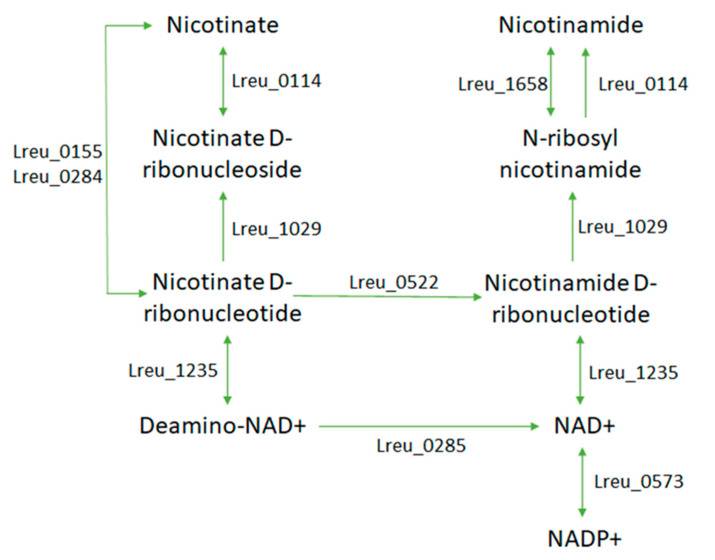 Nicotinate
Nicotinamide
Lreu_0114
Lreu_1658
Lreu_0114
Lreu_0155
Lreu_0284
Nicotinate D-
ribonucleoside
N-ribosyl
nicotinamide
Lreu_1029
Lreu_1029
Nicotinate D-
ribonucleotide
Lreu_0522
Nicotinamide D-
ribonucleotide
Lreu_1235
Lreu_1235
Deamino-NAD+
Lreu_0285
NAD+
Lreu_0573
NADP+